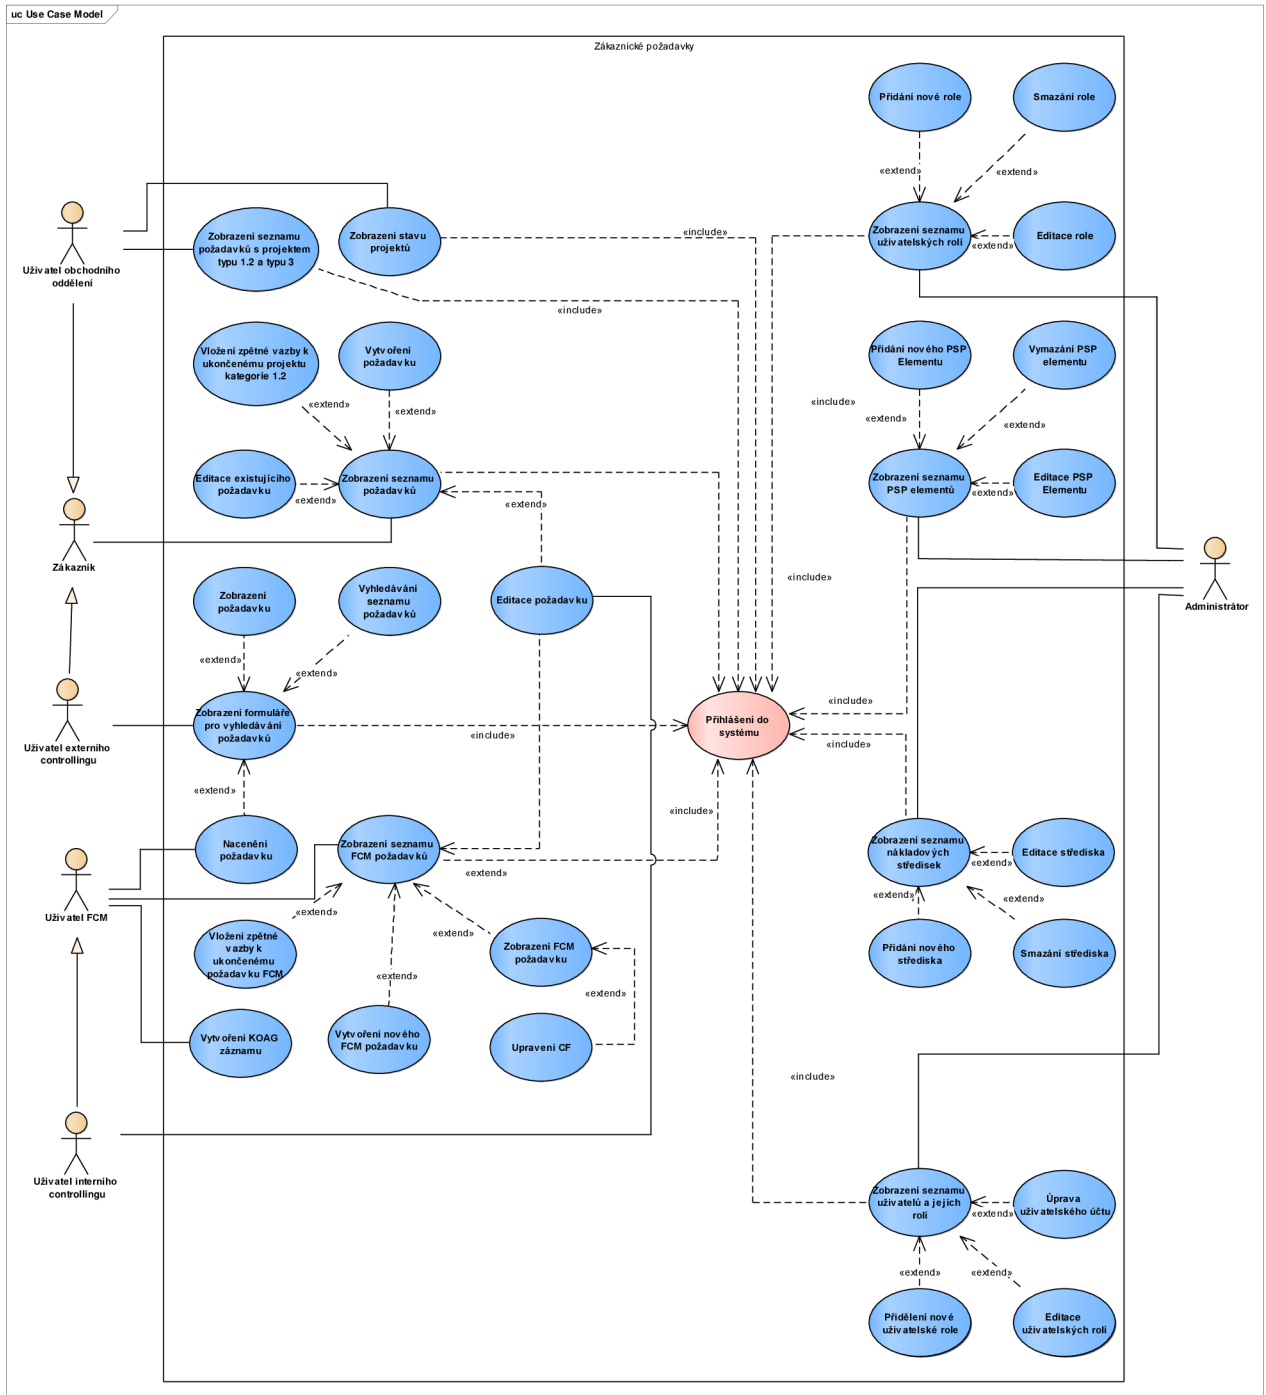 uc Use Case Model
Zákaznické požadavky
Přidání nové role
Smazání role
«extend»
«extend»
Uživatel obchodního
oddělení
Zobrazení seznamu
požadavků s projektem
typu 1.2 a typu 3
Zobrazení stavu
projektů
«include»
Zobrazení seznamu
uživatelských rolí
«extend»
Editace role
«include»
Vložení zpětné vazby k
ukončenému projektu
kategorie 1.2
Vytvoření
požadavku
Přidání nového PSP
Elementu
Vymazání PSP
elementu
«include»
«extend»
«extend»
«extend»
«extend»
Editace existujícího
požadavku
«extend»
Zobrazení seznamu
požadavků
«extend»
Zobrazení seznamu
PSP elementů
«extend»
Editace PSP
Elementu
Zákazník
«include»
Administrátor
Zobrazení
požadavku
Vyhledávání
seznamu
požadavků
Editace požadavku
«extend»
«extend»
Uživatel externího
controllingu
Zobrazení formuláře
pro vyhledávání
požadavků
«include»
Přihlášení do
systému
«include»
«include»
«extend»
«include»
Uživatel FCM
Nacenění
požadavku
Zobrazení seznamu
FCM požadavků
«extend»
Zobrazení seznamu
nákladových
středisek
«extend»
Editace střediska
«extend»
«extend»
«extend»
«extend»
Vložení zpětné
vazby k
ukončenému
požadavku FCM
Zobrazení FCM
požadavku
Přidání nového
střediska
Smazání střediska
«extend»
«extend»
Vytvoření KOAG
záznamu
Vytvoření nového
FCM požadavku
Upravení CF
«include»
Uživatel interního
controllingu
Zobrazení seznamu
uživatelů a jejich
rolí
«extend»
Úprava
uživatelského účtu
«extend»
«extend»
Přidělení nové
uživatelské role
Editace
uživatelských rolí